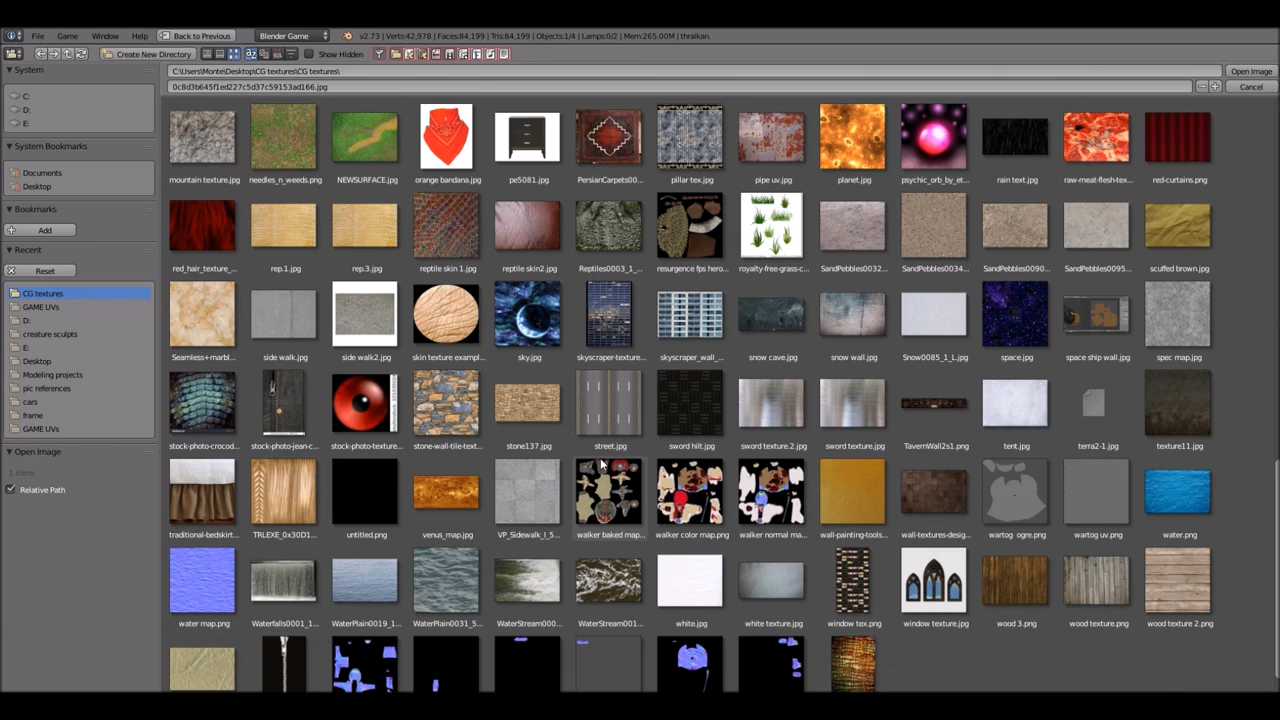 File Game Window Help Back to Previous Blender Game v2.73 | Verts:42,978 | Faces:84,199 | Tris:84,199 | Objects:1/4 | Lamps:0/2 | Mem:265.00M | thralkan.
Create New Directory Show Hidden
System
C:
D:
E:
System Bookmarks
Documents
Desktop
Bookmarks
Add
Recent
Reset
CG textures
GAME UVs
D:
creature sculpts
E:
Desktop
Modeling projects
pic references
cars
frame
GAME UVs
Open Image
1 items
Relative Path
C:\Users\Monte\Desktop\CG textures\CG textures\ Open Image
0c8d3b645f1ed227c5d37c59153ad166.jpg Cancel
mountain texture.jpg needles_n_weeds.png NEWSURFACE.jpg orange bandana.jpg pe5081.jpg PersianCarpets00... pillar tex.jpg pipe uv.jpg planet.jpg psychic_orb_by_et... rain text.jpg raw-meat-flesh-tex... red-curtains.png
red_hair_texture_... rep.1.jpg rep.3.jpg reptile skin 1.jpg reptile skin2.jpg Reptiles0003_1_... resurgence fps hero... royalty-free-grass-c... SandPebbles0032... SandPebbles0034... SandPebbles0090... SandPebbles0095... scuffed brown.jpg
Seamless+marbl... side walk.jpg side walk2.jpg skin texture exampl... sky.jpg skyscraper-texture... skyscraper_wall_... snow cave.jpg snow wall.jpg Snow0085_1_L.jpg space.jpg space ship wall.jpg spec map.jpg
stock-photo-crocod... stock-photo-jean-c... stock-photo-texture... stone-wall-tile-text... stone137.jpg street.jpg sword hilt.jpg sword texture.2.jpg sword texture.jpg TavernWall2s1.png tent.jpg terra2-1.jpg texture11.jpg
traditional-bedskirt... TRLEXE_0x30D1... untitled.png venus_map.jpg VP_Sidewalk_I_5... walker baked map... walker color map.png walker normal ma... wall-painting-tools... wall-textures-desig... wartog ogre.png wartog uv.png water.png
water map.png Waterfalls0001_1... WaterPlain0019_1... WaterPlain0031_5... WaterStream000... WaterStream001... white.jpg white texture.jpg window tex.png window texture.jpg wood 3.png wood texture.png wood texture 2.png